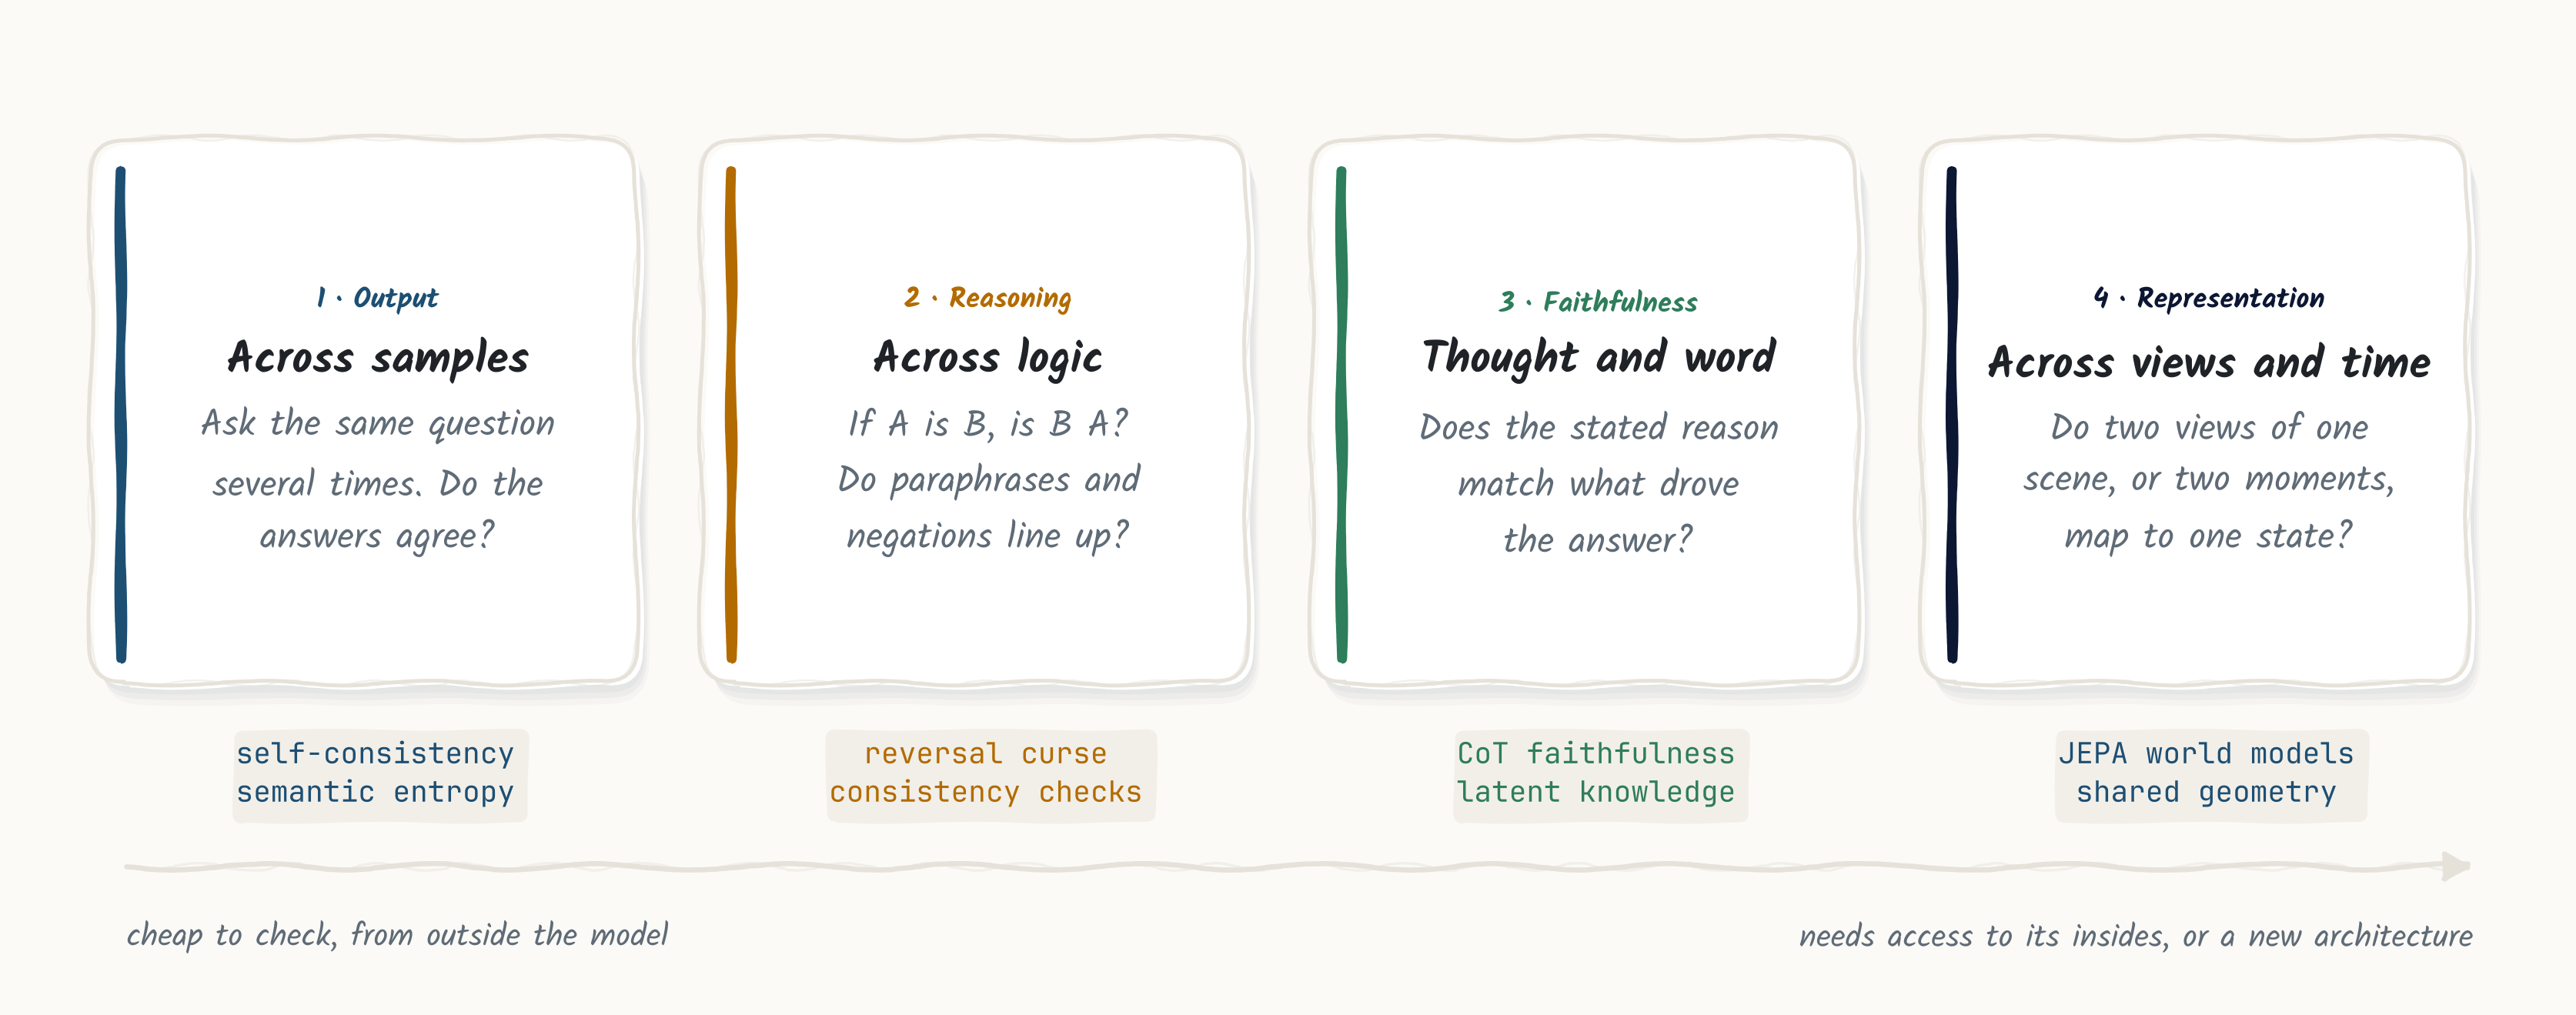 1 · Output
Across samples
Ask the same question
several times. Do the
answers agree?
self-consistency
semantic entropy
2 · Reasoning
Across logic
If A is B, is B A?
Do paraphrases and
negations line up?
reversal curse
consistency checks
3 · Faithfulness
Thought and word
Does the stated reason
match what drove
the answer?
CoT faithfulness
latent knowledge
4 · Representation
Across views and time
Do two views of one
scene, or two moments,
map to one state?
JEPA world models
shared geometry
cheap to check, from outside the model
needs access to its insides, or a new architecture